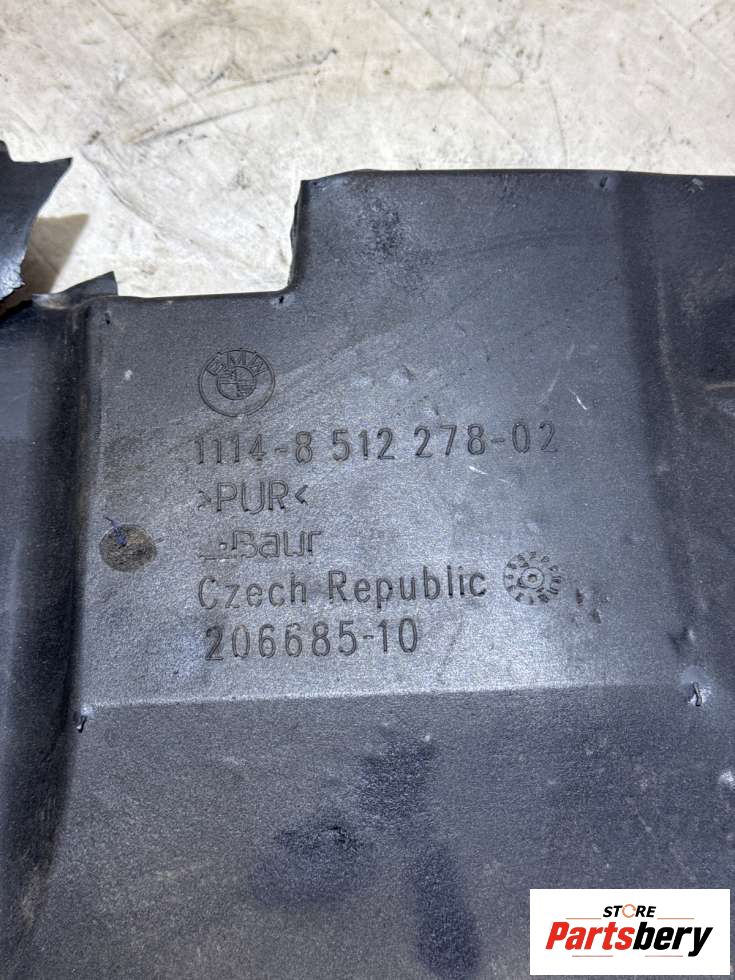 BMW
1114-8 512 278-02
>PUR<
Baur
Czech Republic
206685-10
STORE
Partsbery